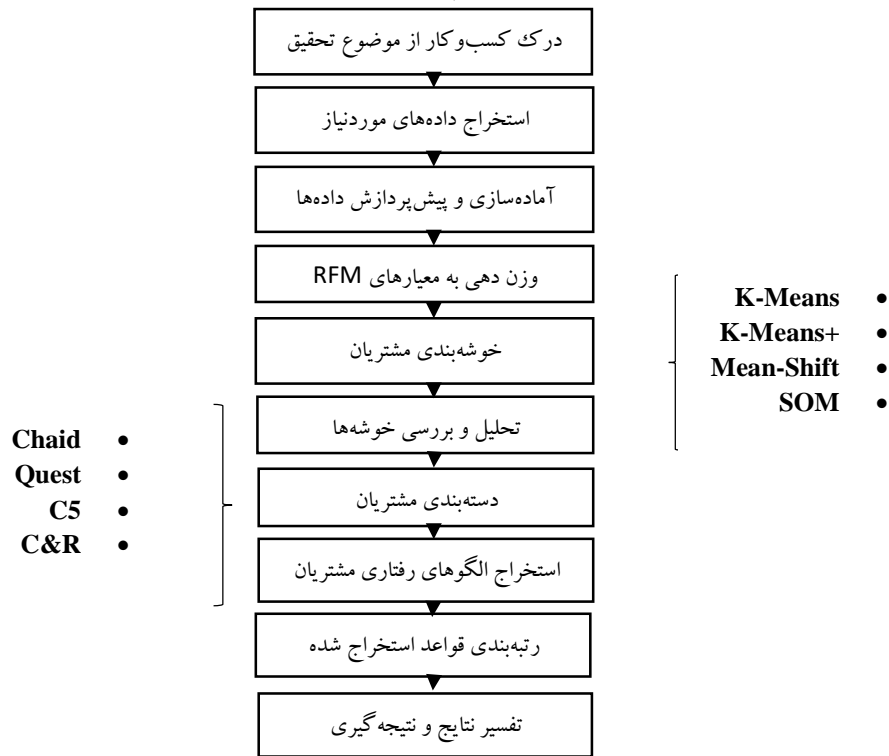 درک کسب‌وکار از موضوع تحقیق
استخراج داده‌های موردنیاز
آماده‌سازی و پیش‌پردازش داده‌ها
وزن دهی به معیارهای RFM
خوشه‌بندی مشتریان
• K-Means
• K-Means+
• Mean-Shift
• SOM
تحلیل و بررسی خوشه‌ها
دسته‌بندی مشتریان
استخراج الگوهای رفتاری مشتریان
• Chaid
• Quest
• C5
• C&R
رتبه‌بندی قواعد استخراج شده
تفسیر نتایج و نتیجه گیری